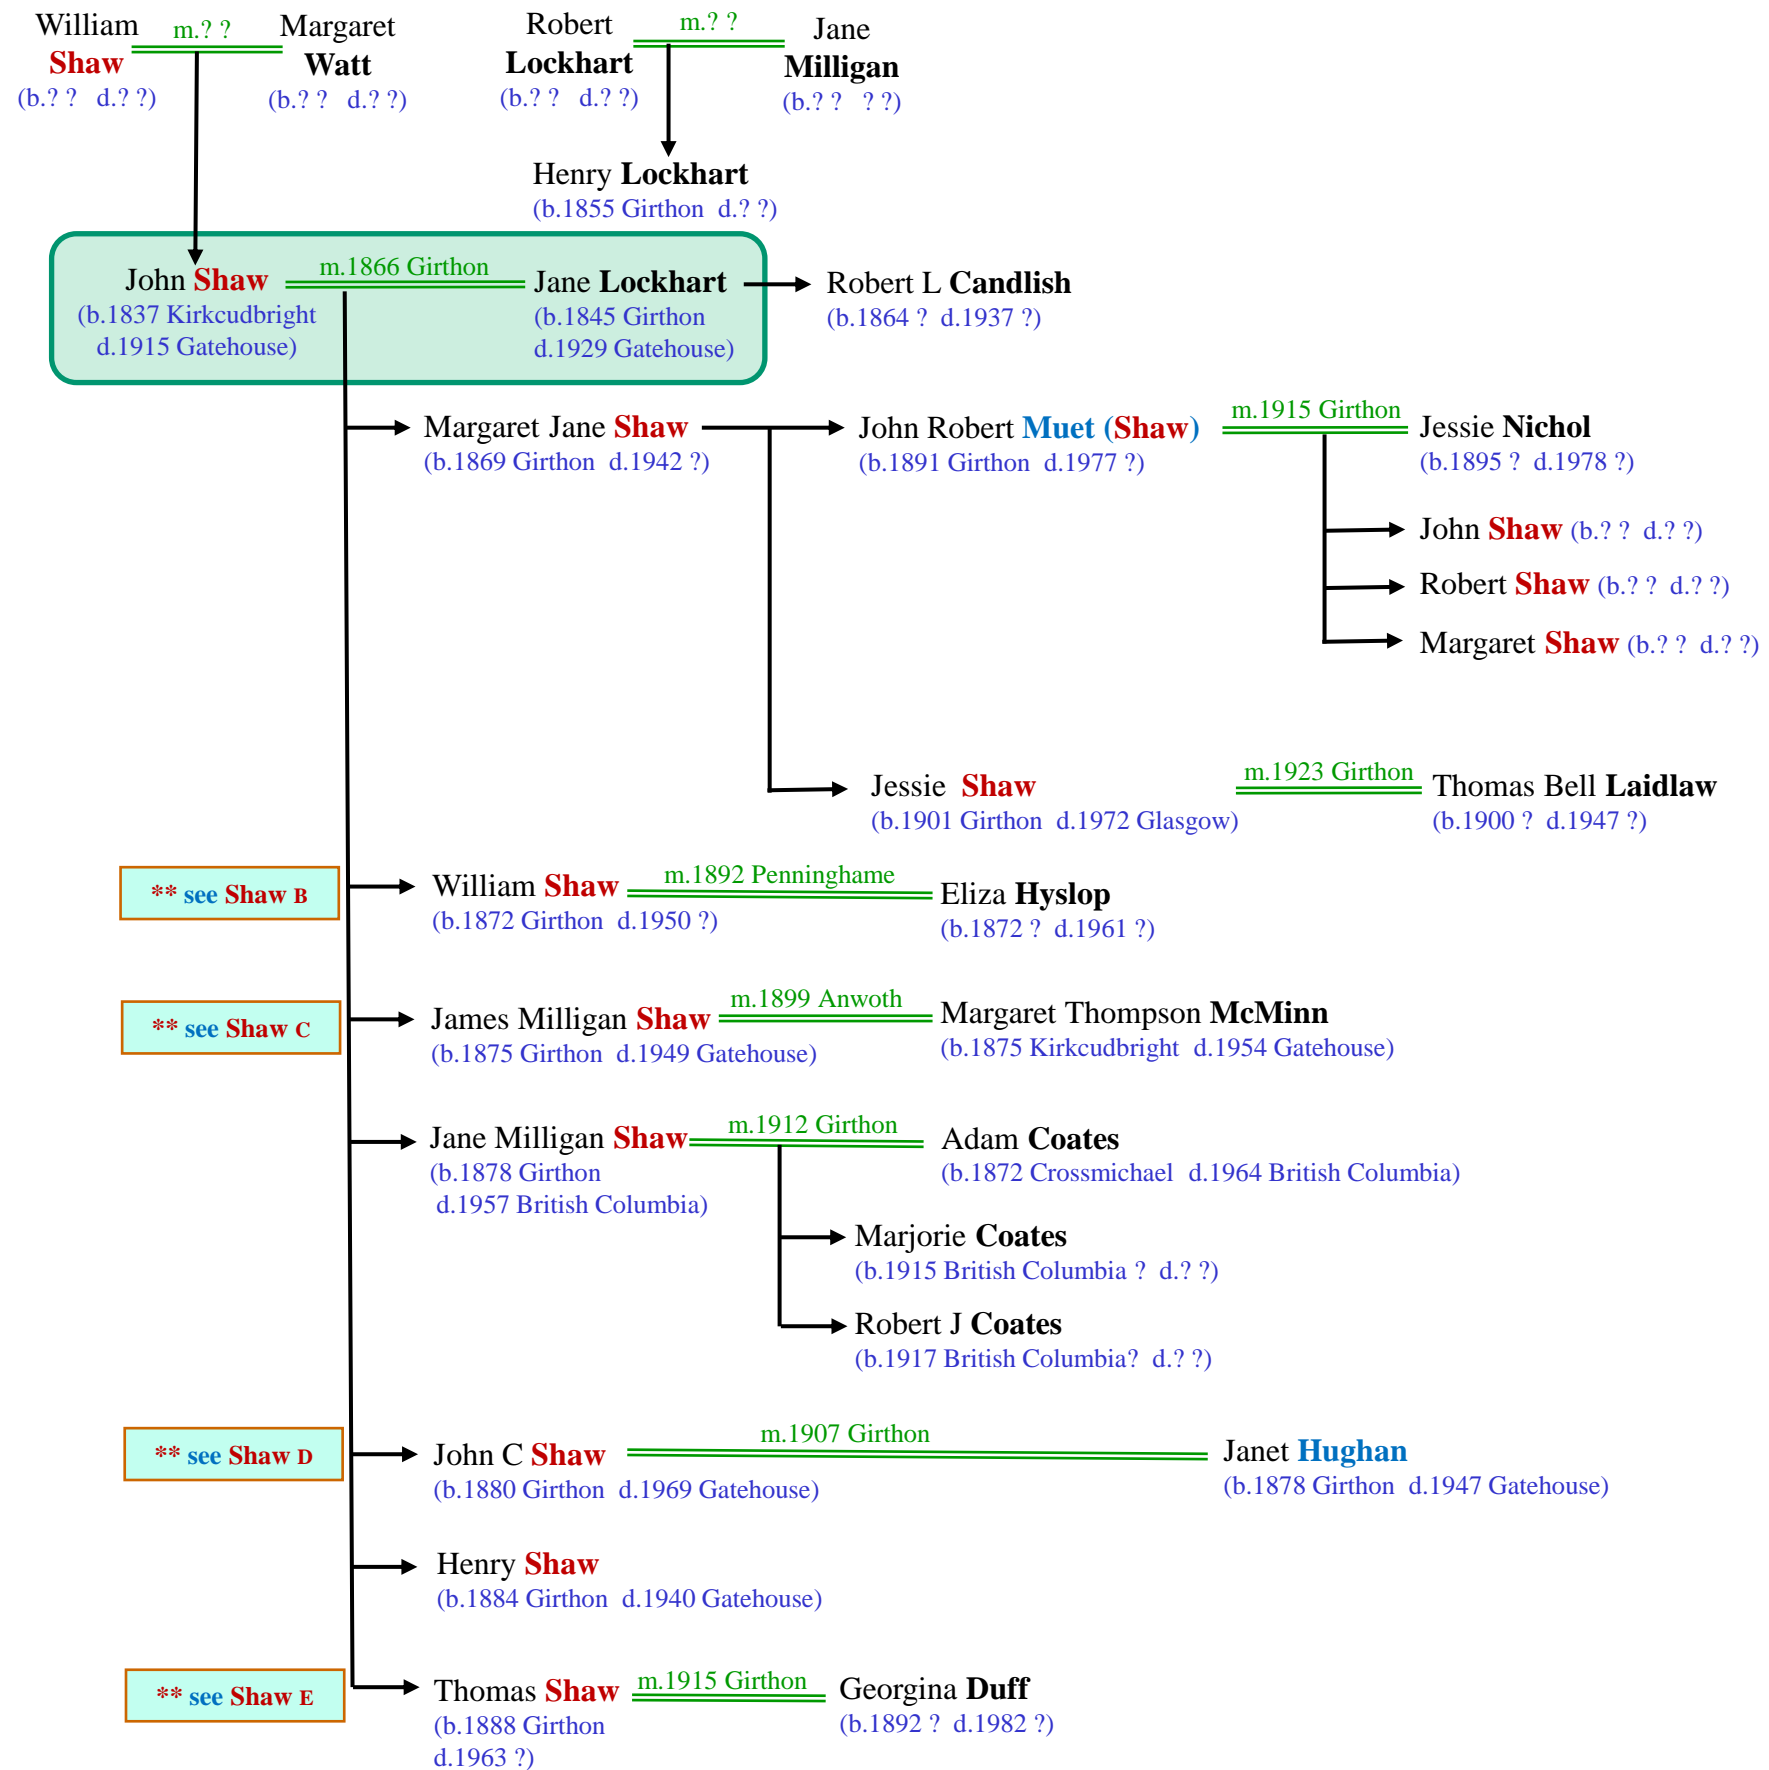 William
Shaw
(b.? ?  d.? ?)
m.? ?
Margaret
Watt
(b.? ?  d.? ?)
Robert
Lockhart
(b.? ?  d.? ?)
m.? ?
Jane
Milligan
(b.? ?  ? ?)
Henry Lockhart
(b.1855 Girthon  d.? ?)
John Shaw
(b.1837 Kirkcudbright
d.1915 Gatehouse)
m.1866 Girthon
Jane Lockhart
(b.1845 Girthon
d.1929 Gatehouse)
Robert L Candlish
(b.1864 ?  d.1937 ?)
Margaret Jane Shaw
(b.1869 Girthon  d.1942 ?)
John Robert Muet (Shaw)
(b.1891 Girthon  d.1977 ?)
m.1915 Girthon
Jessie Nichol
(b.1895 ?  d.1978 ?)
John Shaw (b.? ?  d.? ?)
Robert Shaw (b.? ?  d.? ?)
Margaret Shaw (b.? ?  d.? ?)
Jessie  Shaw
(b.1901 Girthon  d.1972 Glasgow)
m.1923 Girthon
Thomas Bell Laidlaw
(b.1900 ?  d.1947 ?)
** see Shaw B
William Shaw
(b.1872 Girthon  d.1950 ?)
m.1892 Penninghame
Eliza Hyslop
(b.1872 ?  d.1961 ?)
** see Shaw C
James Milligan Shaw
(b.1875 Girthon  d.1949 Gatehouse)
m.1899 Anwoth
Margaret Thompson McMinn
(b.1875 Kirkcudbright  d.1954 Gatehouse)
Jane Milligan Shaw
(b.1878 Girthon
d.1957 British Columbia)
m.1912 Girthon
Adam Coates
(b.1872 Crossmichael  d.1964 British Columbia)
Marjorie Coates
(b.1915 British Columbia ?  d.? ?)
Robert J Coates
(b.1917 British Columbia?  d.? ?)
** see Shaw D
John C Shaw
(b.1880 Girthon  d.1969 Gatehouse)
m.1907 Girthon
Janet Hughan
(b.1878 Girthon  d.1947 Gatehouse)
Henry Shaw
(b.1884 Girthon  d.1940 Gatehouse)
** see Shaw E
Thomas Shaw
(b.1888 Girthon
d.1963 ?)
m.1915 Girthon
Georgina Duff
(b.1892 ?  d.1982 ?)